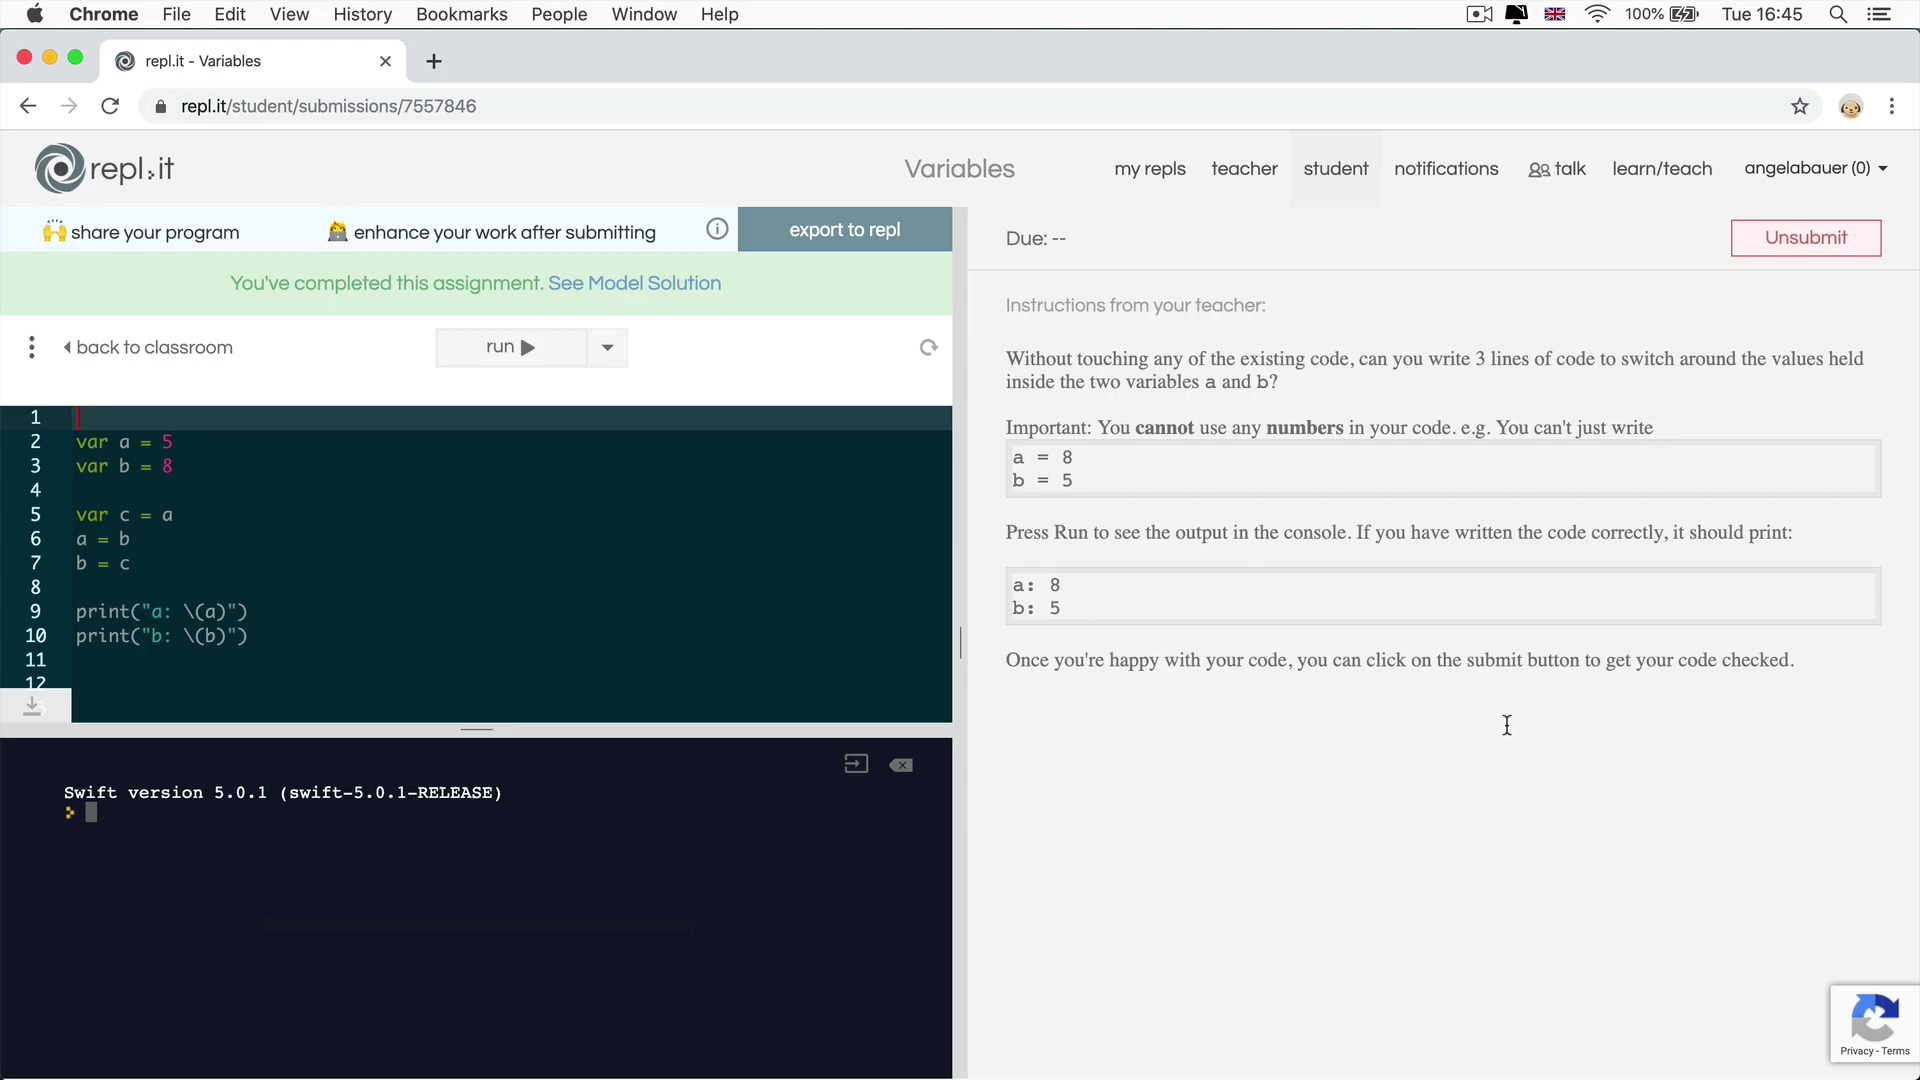 Chrome File Edit View History Bookmarks People Window Help 100% Tue 16:45
repl.it - Variables
repl.it/student/submissions/7557846
repl.it Variables my repls teacher student notifications talk learn/teach angelabauer (0)
🙌 share your program 🙇 enhance your work after submitting export to repl
Due: -- Unsubmit
You've completed this assignment. See Model Solution
back to classroom run
1
2 var a = 5
3 var b = 8
4
5 var c = a
6 a = b
7 b = c
8
9 print("a: \(a)")
10 print("b: \(b)")
11
12
Swift version 5.0.1 (swift-5.0.1-RELEASE)
Instructions from your teacher:
Without touching any of the existing code, can you write 3 lines of code to switch around the values held
inside the two variables a and b?
Important: You cannot use any numbers in your code. e.g. You can't just write
a = 8
b = 5
Press Run to see the output in the console. If you have written the code correctly, it should print:
a: 8
b: 5
Once you're happy with your code, you can click on the submit button to get your code checked.
Privacy - Terms